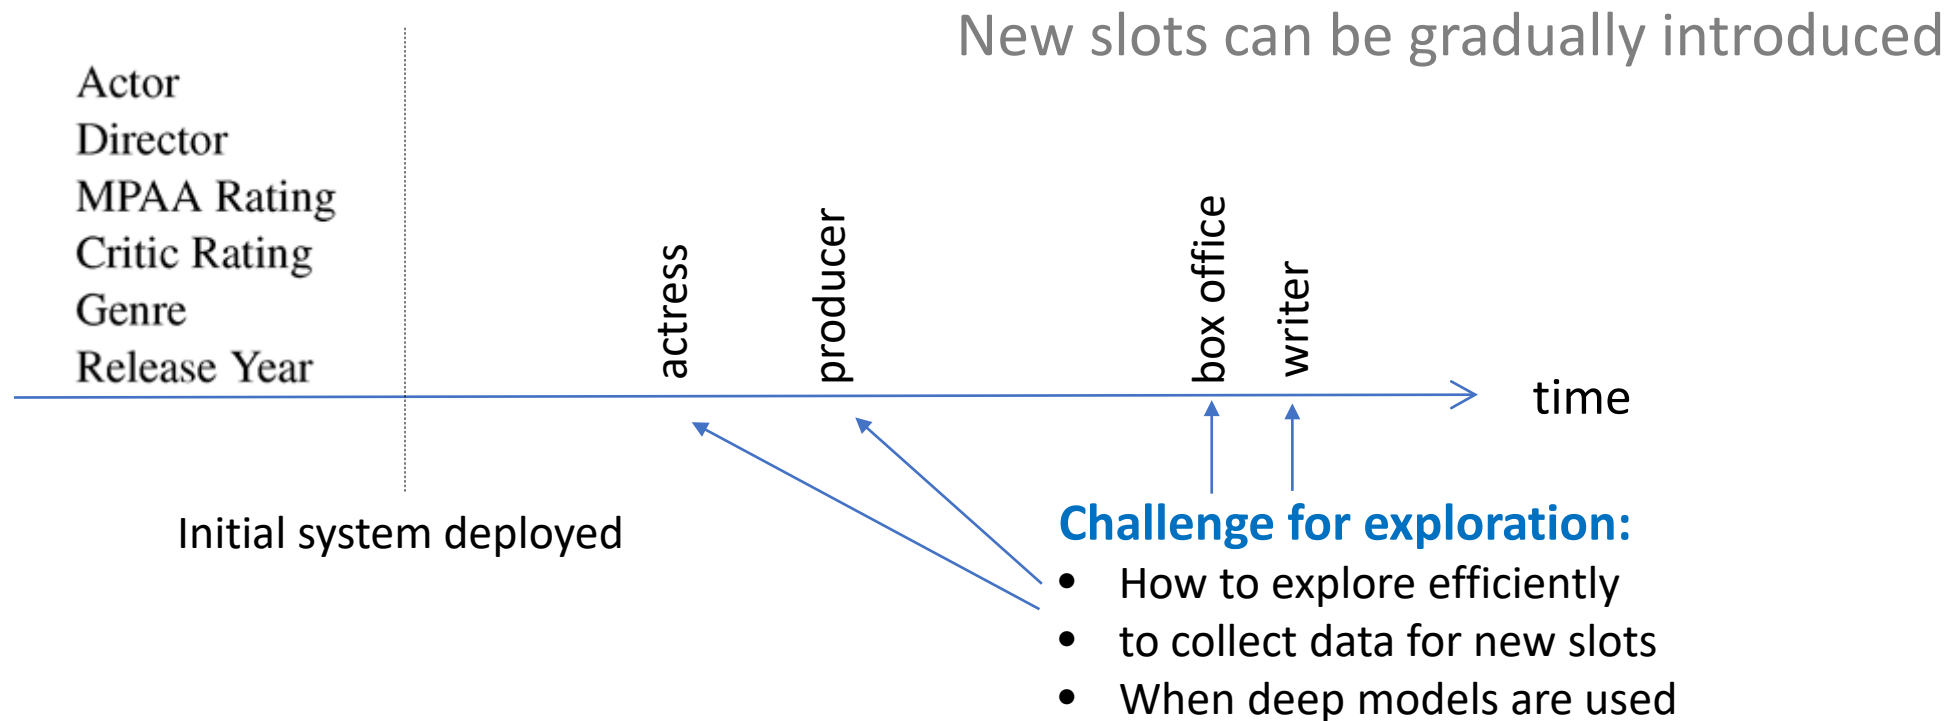 New slots can be gradually introduced
Actor
Director
MPAA Rating
Critic Rating
Genre
Release Year
actress
producer
box office
writer
time
Initial system deployed
Challenge for exploration:
• How to explore efficiently
• to collect data for new slots
• When deep models are used